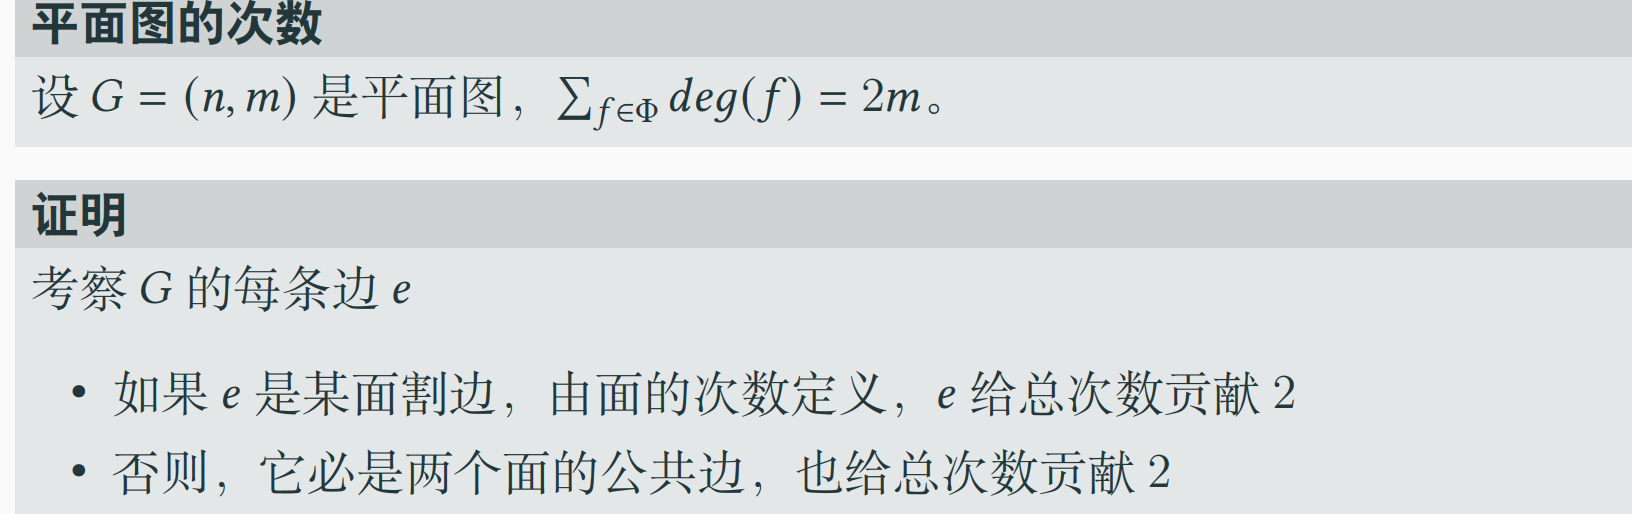 平面图的次数
设 G = (n, m) 是平面图，∑_{f∈Φ} deg(f) = 2m。
证明
考察 G 的每条边 e
• 如果 e 是某面割边，由面的次数定义，e 给总次数贡献 2
• 否则，它必是两个面的公共边，也给总次数贡献 2